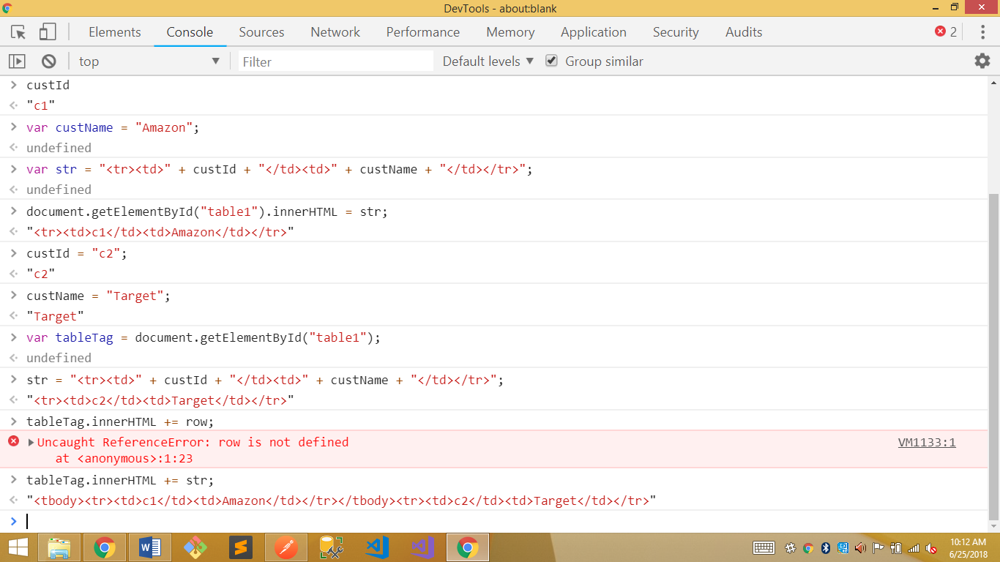 DevTools - about:blank
Elements Console Sources Network Performance Memory Application Security Audits 2
top Filter Default levels Group similar
custId
"c1"
var custName = "Amazon";
undefined
var str = "<tr><td>" + custId + "</td><td>" + custName + "</td></tr>";
undefined
document.getElementById("table1").innerHTML = str;
"<tr><td>c1</td><td>Amazon</td></tr>"
custId = "c2";
"c2"
custName = "Target";
"Target"
var tableTag = document.getElementById("table1");
undefined
str = "<tr><td>" + custId + "</td><td>" + custName + "</td></tr>";
"<tr><td>c2</td><td>Target</td></tr>"
tableTag.innerHTML += row;
Uncaught ReferenceError: row is not defined VM1133:1
at <anonymous>:1:23
tableTag.innerHTML += str;
"<tbody><tr><td>c1</td><td>Amazon</td></tr></tbody><tr><td>c2</td><td>Target</td></tr>"
10:12 AM
6/25/2018